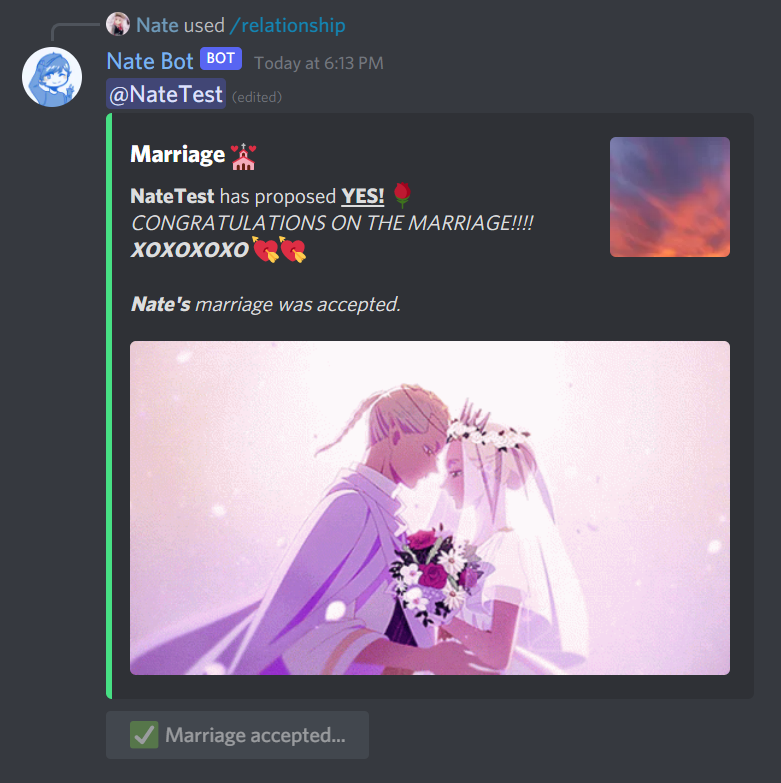 Nate used /relationship
Nate Bot BOT Today at 6:13 PM
@NateTest (edited)
Marriage 💒
NateTest has proposed YES! 🌹
CONGRATULATIONS ON THE MARRIAGE!!!!
XOXOXOXO 💘💘
Nate's marriage was accepted.
✅ Marriage accepted...